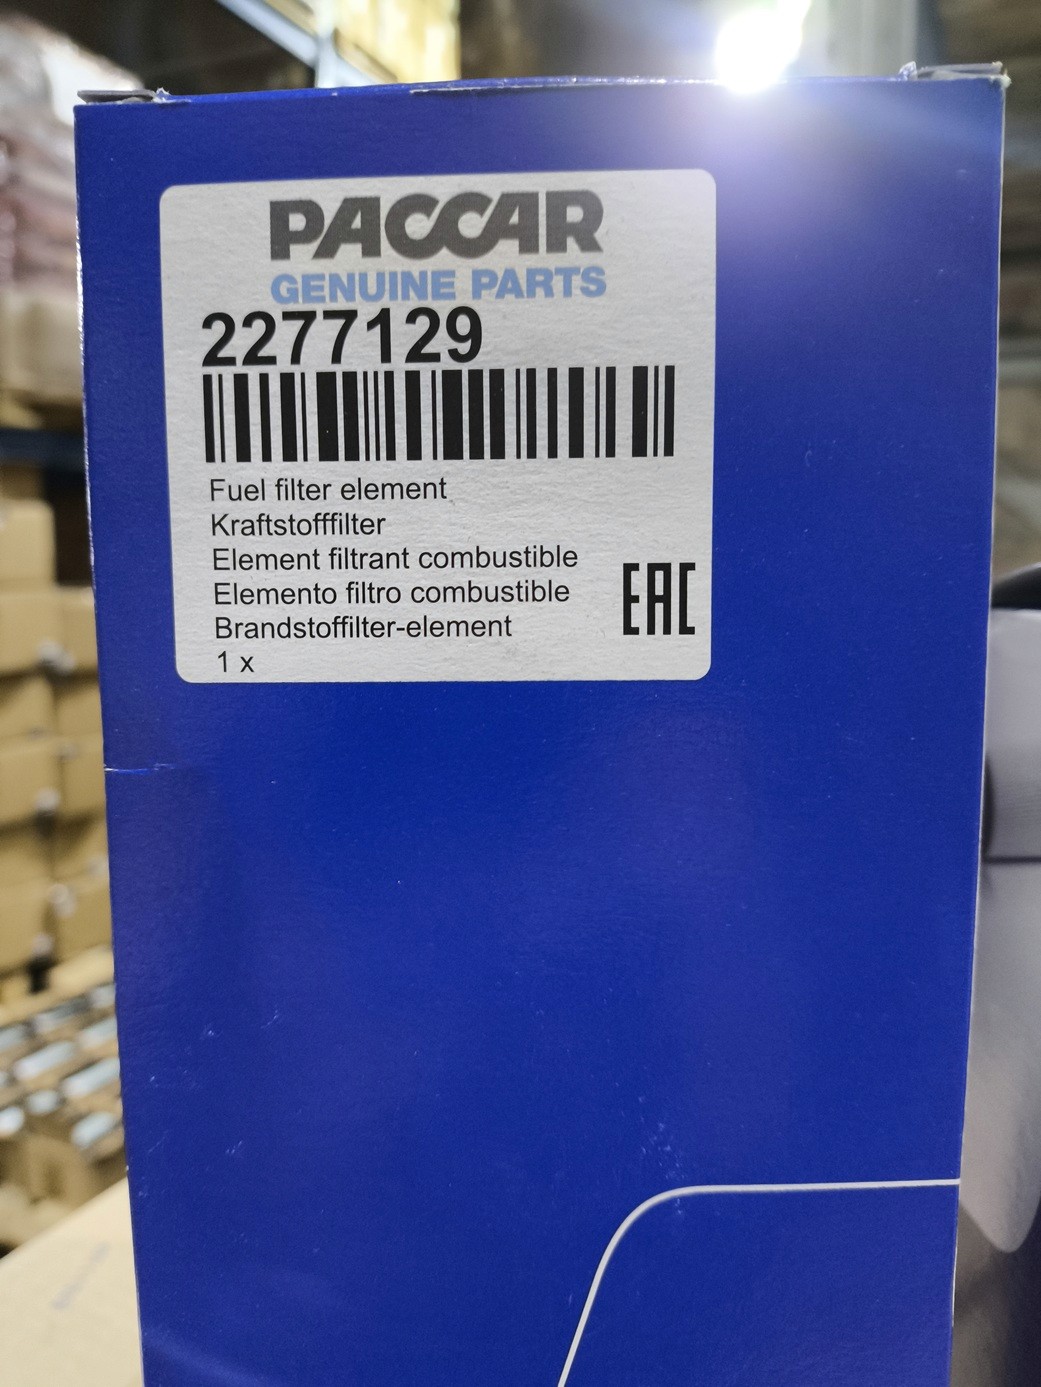 PACCAR
GENUINE PARTS
2277129
Fuel filter element
Kraftstofffilter
Element filtrant combustible
Elemento filtro combustible
Brandstoffilter-element
1 x
EAC